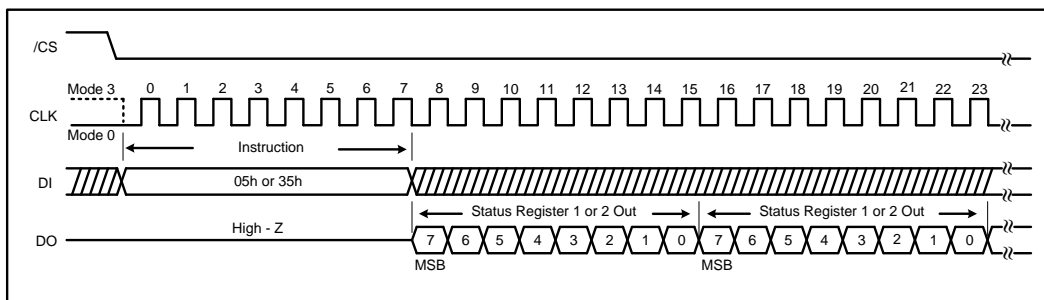 /CS
Mode 3 0 1 2 3 4 5 6 7 8 9 10 11 12 13 14 15 16 17 18 19 20 21 22 23
CLK
Mode 0
Instruction
DI 05h or 35h
Status Register 1 or 2 Out Status Register 1 or 2 Out
High - Z
DO 7 6 5 4 3 2 1 0 7 6 5 4 3 2 1 0
MSB MSB